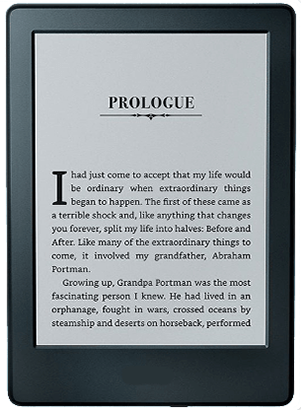 PROLOGUE
I had just come to accept that my life would
be ordinary when extraordinary things
began to happen. The first of these came as
a terrible shock and, like anything that changes
you forever, split my life into halves: Before and
After. Like many of the extraordinary things to
come, it involved my grandfather, Abraham
Portman.
Growing up, Grandpa Portman was the most
fascinating person I knew. He had lived in an
orphanage, fought in wars, crossed oceans by
steamship and deserts on horseback, performed